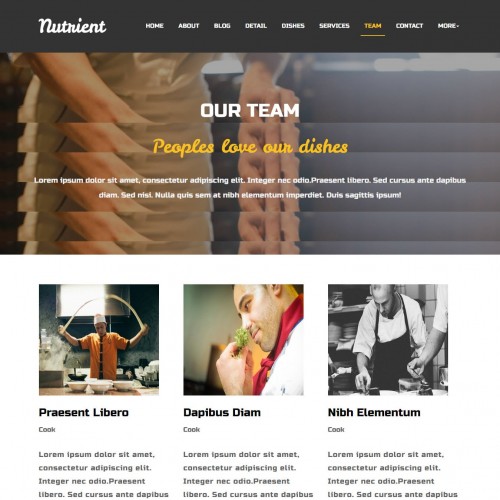 Nutrient
HOME ABOUT BLOG DETAIL DISHES SERVICES TEAM CONTACT MORE
OUR TEAM
Peoples love our dishes
Lorem ipsum dolor sit amet, consectetur adipiscing elit. Integer nec odio.Praesent libero. Sed cursus ante dapibus
diam. Sed nisi. Nulla quis sem at nibh elementum imperdiet. Duis sagittis ipsum!
Praesent Libero
Cook
Lorem ipsum dolor sit amet,
consectetur adipiscing elit.
Integer nec odio.Praesent
libero. Sed cursus ante dapibus
Dapibus Diam
Cook
Lorem ipsum dolor sit amet,
consectetur adipiscing elit.
Integer nec odio.Praesent
libero. Sed cursus ante dapibus
Nibh Elementum
Cook
Lorem ipsum dolor sit amet,
consectetur adipiscing elit.
Integer nec odio.Praesent
libero. Sed cursus ante dapibus